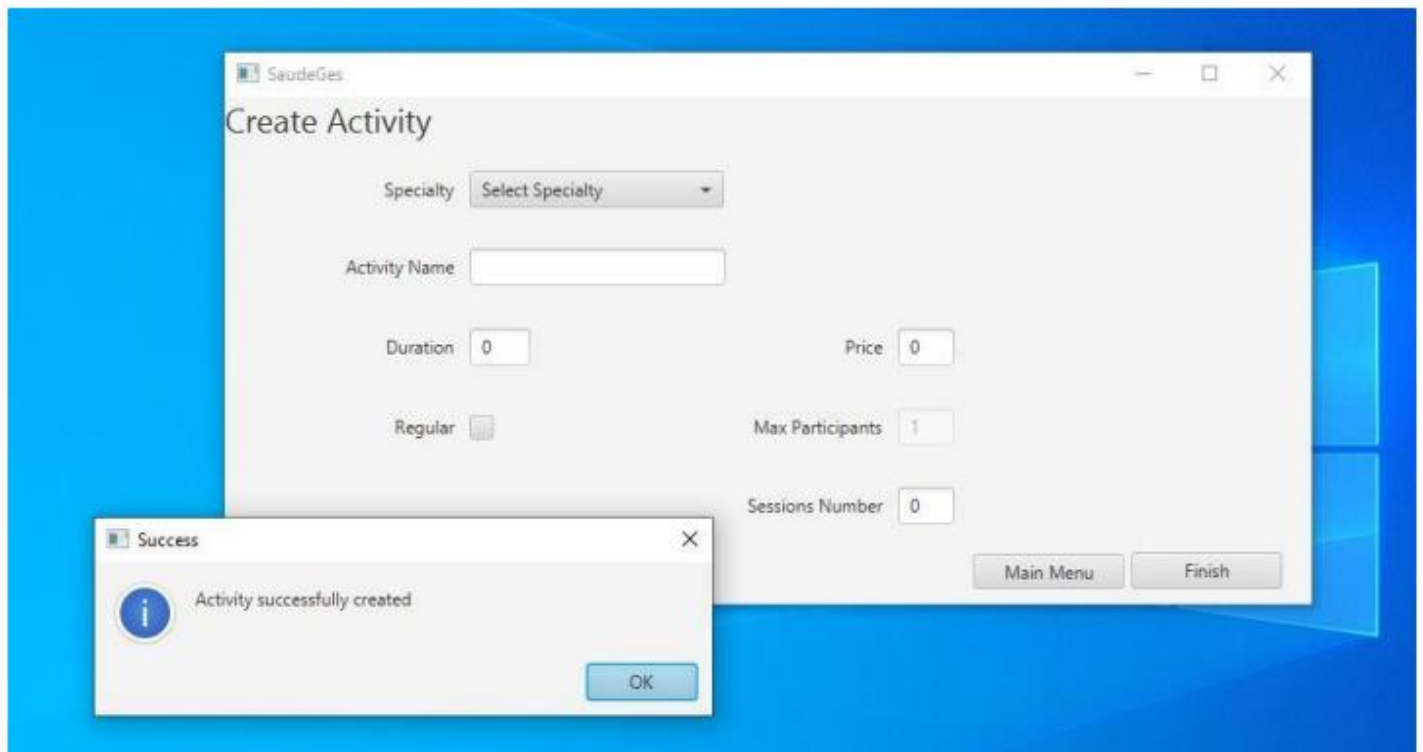 SaudeGes
Create Activity
Specialty Select Specialty
Activity Name
Duration 0 Price 0
Regular Max Participants 1
Sessions Number 0
Main Menu Finish
Success
Activity successfully created
OK